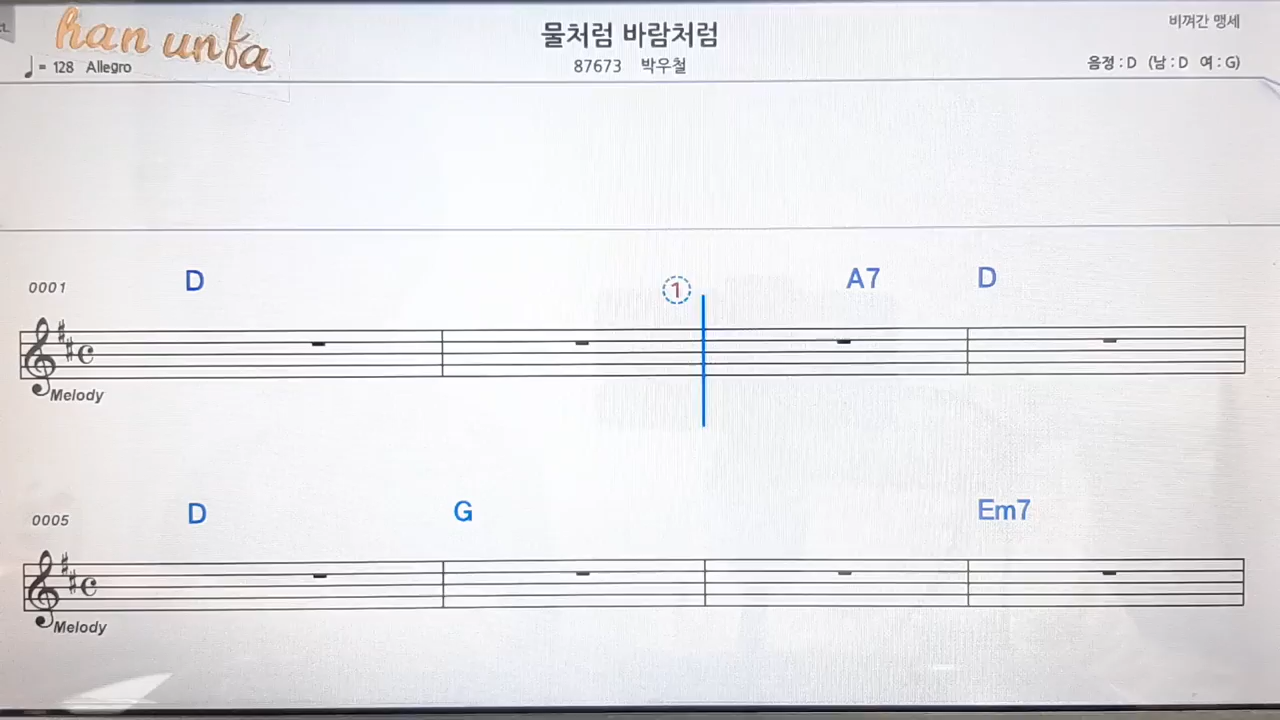 han unfa
물처럼 바람처럼
비껴간 맹세
♩= 128 Allegro
87673 박우철
음정 : D (남 : D 여 : G)
0001 D 1 A7 D
Melody
0005 D G Em7
Melody